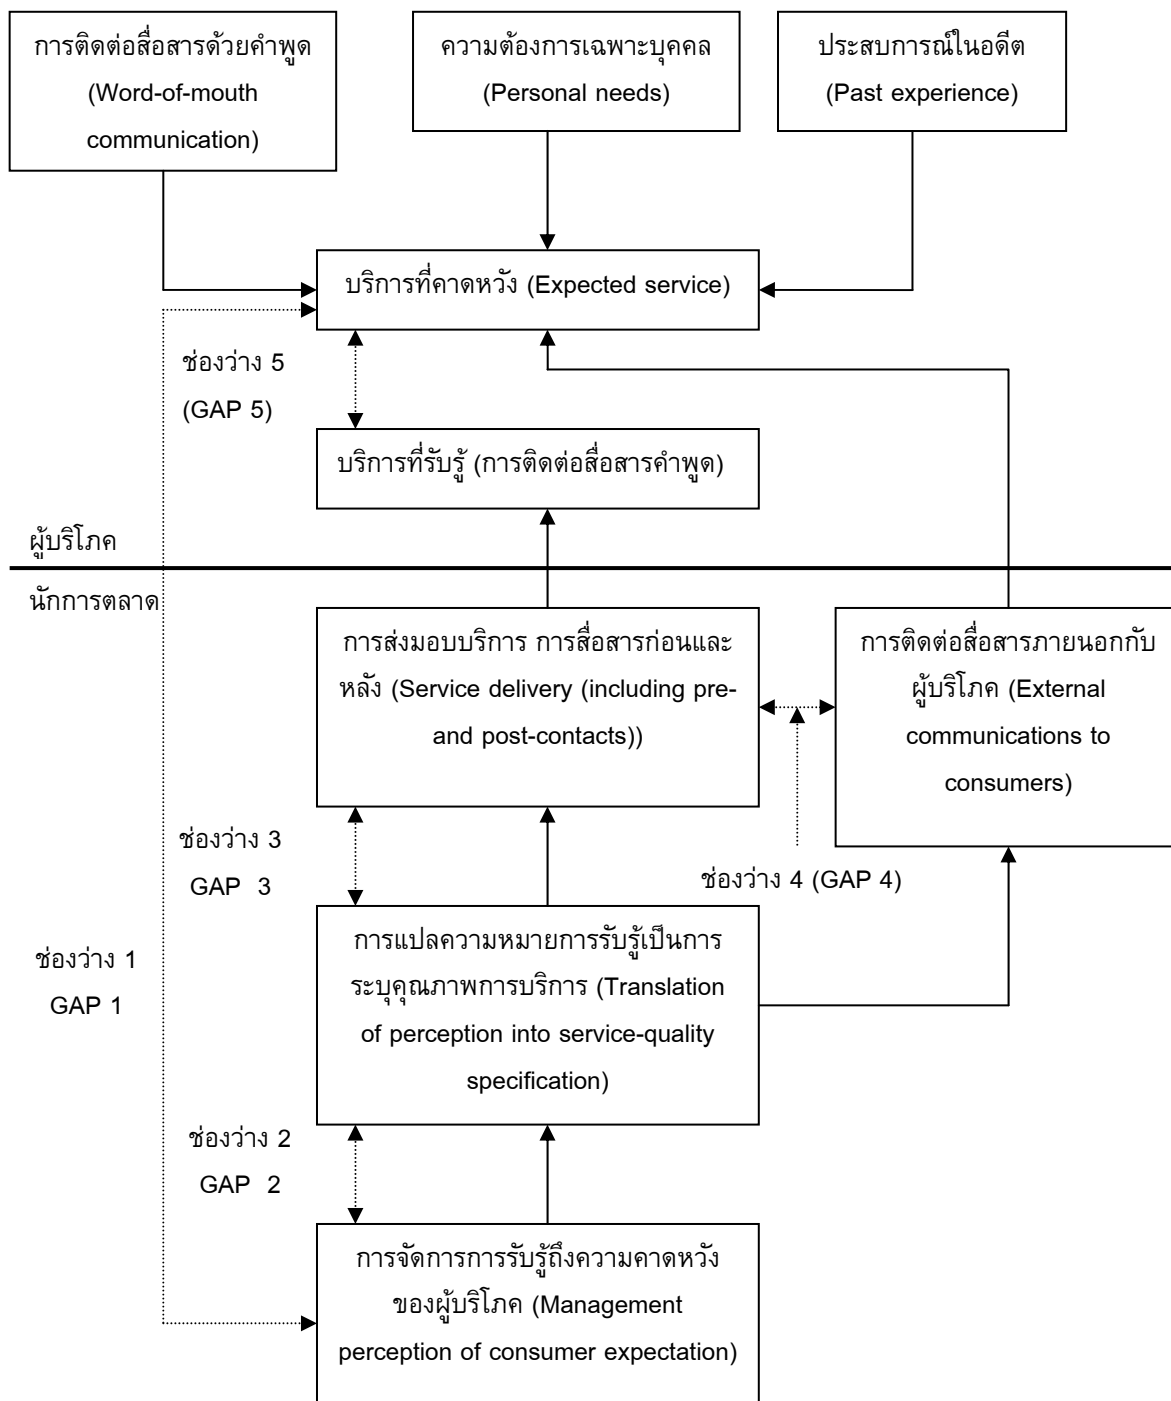 การติดต่อสื่อสารด้วยคำพูด
(Word-of-mouth
communication)
ความต้องการเฉพาะบุคคล
(Personal needs)
ประสบการณ์ในอดีต
(Past experience)
บริการที่คาดหวัง (Expected service)
ช่องว่าง 5
(GAP 5)
บริการที่รับรู้ (การติดต่อสื่อสารคำพูด)
ผู้บริโภค
นักการตลาด
การส่งมอบบริการ การสื่อสารก่อนและ
หลัง (Service delivery (including pre-
and post-contacts))
การติดต่อสื่อสารภายนอกกับ
ผู้บริโภค (External
communications to
consumers)
ช่องว่าง 3
GAP 3
ช่องว่าง 4 (GAP 4)
ช่องว่าง 1
GAP 1
การแปลความหมายการรับรู้เป็นการ
ระบุคุณภาพการบริการ (Translation
of perception into service-quality
specification)
ช่องว่าง 2
GAP 2
การจัดการการรับรู้ถึงความคาดหวัง
ของผู้บริโภค (Management
perception of consumer expectation)